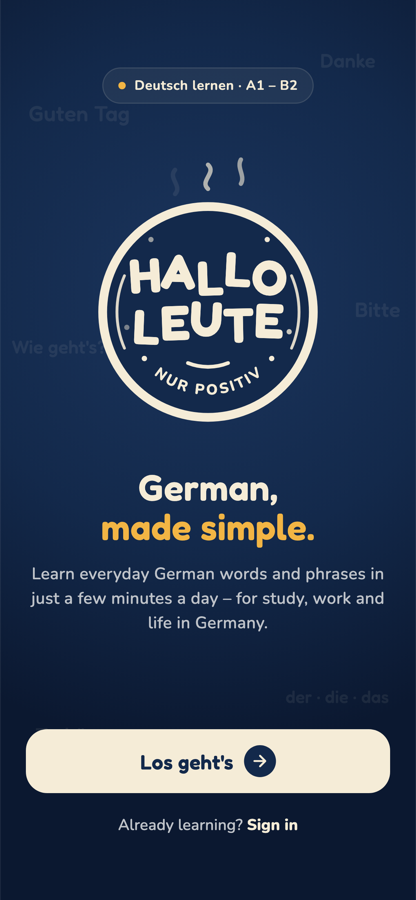 Danke
Deutsch lernen · A1 – B2
Guten Tag
HALLO
LEUTE
Bitte
Wie geht's?
NUR POSITIV
German,
made simple.
Learn everyday German words and phrases in
just a few minutes a day – for study, work and
life in Germany.
der · die · das
Los geht's
Already learning? Sign in